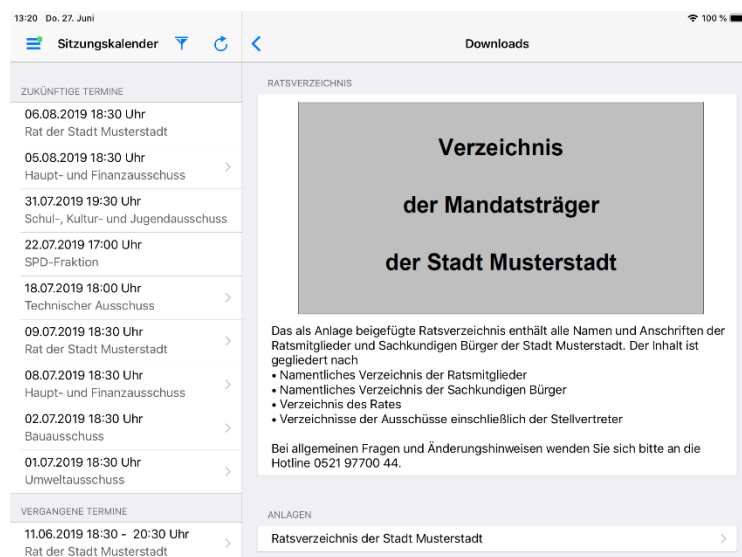 13:20 Do. 27. Juni
100 %
Sitzungskalender
Downloads
ZUKÜNFTIGE TERMINE
06.08.2019 18:30 Uhr
Rat der Stadt Musterstadt
05.08.2019 18:30 Uhr
Haupt- und Finanzausschuss
31.07.2019 19:30 Uhr
Schul-, Kultur- und Jugendausschuss
22.07.2019 17:00 Uhr
SPD-Fraktion
18.07.2019 18:00 Uhr
Technischer Ausschuss
09.07.2019 18:30 Uhr
Rat der Stadt Musterstadt
08.07.2019 18:30 Uhr
Haupt- und Finanzausschuss
02.07.2019 18:30 Uhr
Bauausschuss
01.07.2019 18:30 Uhr
Umweltausschuss
VERGANGENE TERMINE
11.06.2019 18:30 - 20:30 Uhr
Rat der Stadt Musterstadt
RATSVERZEICHNIS
Verzeichnis
der Mandatsträger
der Stadt Musterstadt
Das als Anlage beigefügte Ratsverzeichnis enthält alle Namen und Anschriften der
Ratsmitglieder und Sachkundigen Bürger der Stadt Musterstadt. Der Inhalt ist
gegliedert nach
• Namentliches Verzeichnis der Ratsmitglieder
• Namentliches Verzeichnis der Sachkundigen Bürger
• Verzeichnis des Rates
• Verzeichnisse der Ausschüsse einschließlich der Stellvertreter
Bei allgemeinen Fragen und Änderungshinweisen wenden Sie sich bitte an die
Hotline 0521 97700 44.
ANLAGEN
Ratsverzeichnis der Stadt Musterstadt